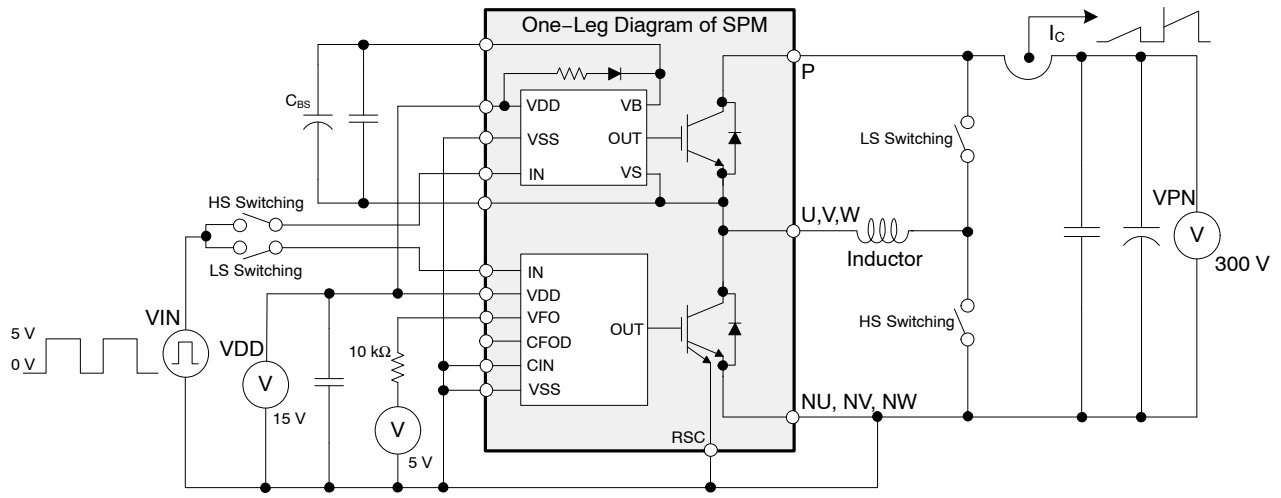 One−Leg Diagram of SPM
I_C
P
C_BS
VDD
VB
VSS
OUT
IN
VS
LS Switching
HS Switching
LS Switching
U,V,W
Inductor
VPN
V
300 V
IN
VDD
VFO
CFOD
CIN
VSS
OUT
HS Switching
VIN
5 V
0 V
VDD
V
15 V
10 kΩ
V
5 V
NU, NV, NW
RSC